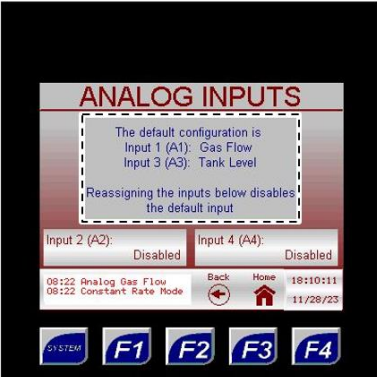 ANALOG INPUTS
The default configuration is
Input 1 (A1): Gas Flow
Input 3 (A3): Tank Level
Reassigning the inputs below disables
the default input
Input 2 (A2):
Disabled
Input 4 (A4):
Disabled
08:22 Analog Gas Flow
08:22 Constant Rate Mode
Back
Home
18:10:11
11/28/23
SYSTEM
F1
F2
F3
F4